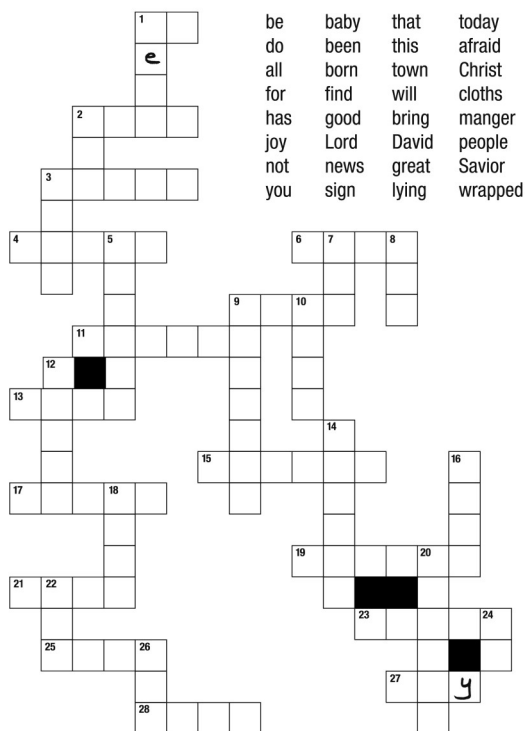 1
be baby that today
e
do been this afraid
all born town Christ
for find will cloths
2
has good bring manger
joy Lord David people
3
not news great Savior
you sign lying wrapped
4 5 6 7 8
9 10
11
12
13
14
15 16
17 18
19 20
21 22
23 24
25 26
27 y
28